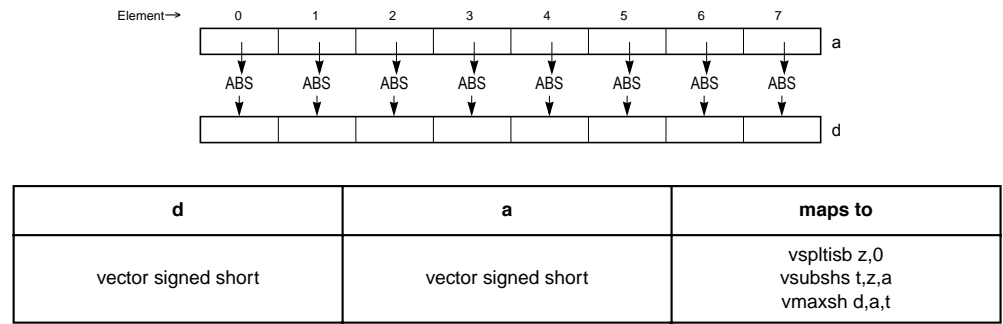 Element→ 0 1 2 3 4 5 6 7
a
ABS ABS ABS ABS ABS ABS ABS ABS
d
d a maps to
vector signed short vector signed short vspltisb z,0
vsubshs t,z,a
vmaxsh d,a,t